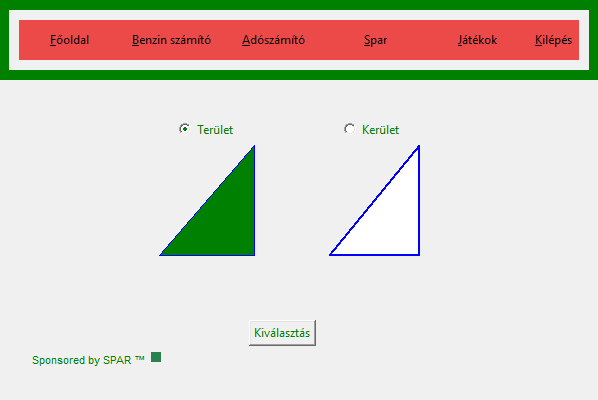 Főoldal Benzin számító Adószámító Spar Játékok Kilépés
Terület Kerület
Kiválasztás
Sponsored by SPAR ™